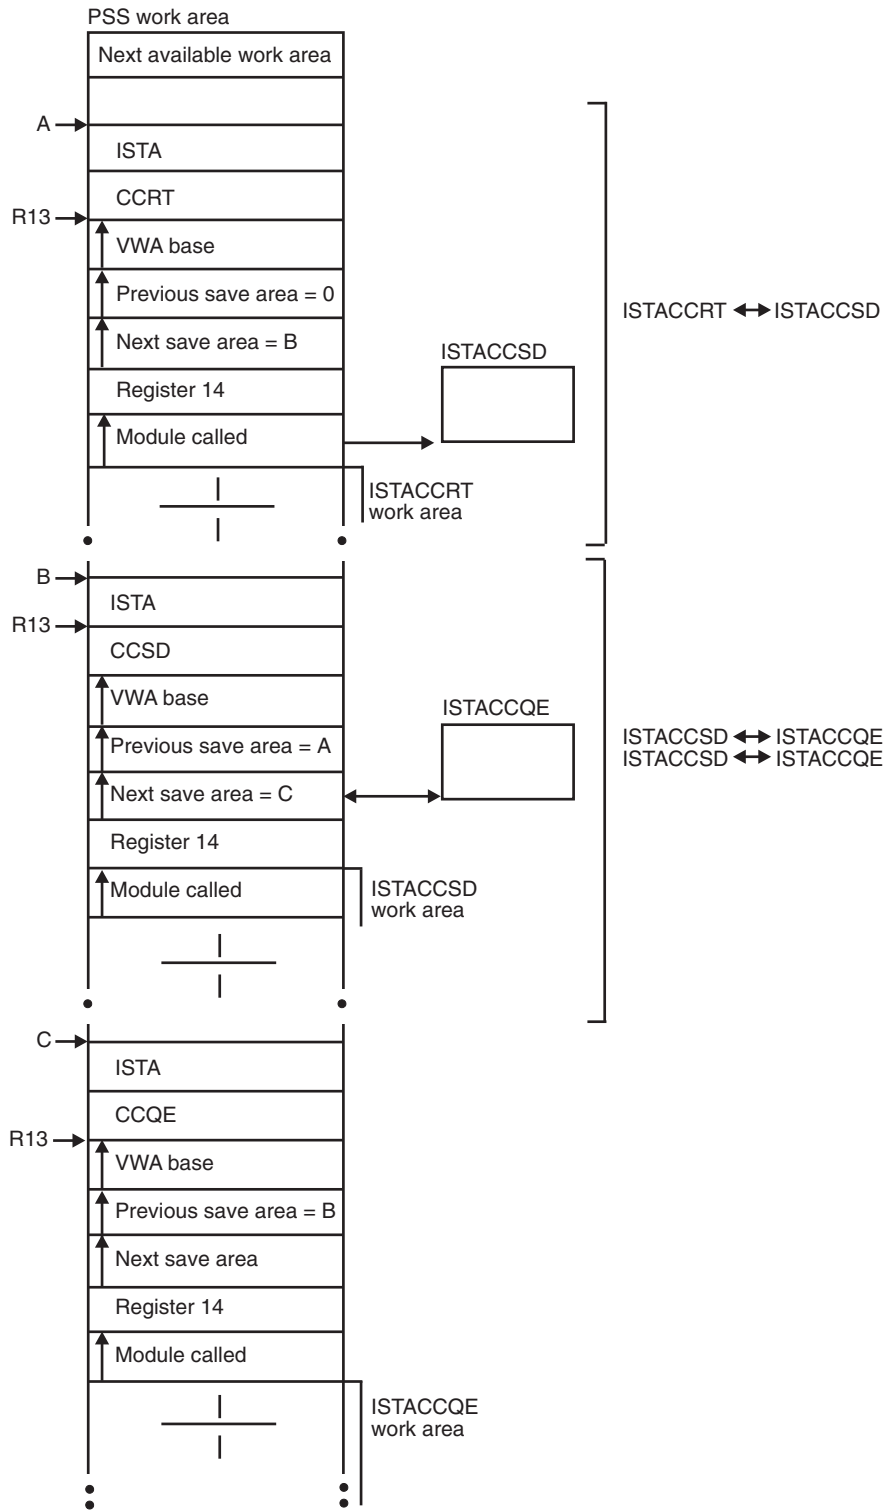 PSS work area
Next available work area
A
ISTA
CCRT
R13
VWA base
Previous save area = 0
Next save area = B
Register 14
Module called
ISTACCSD
ISTACCRT
work area
ISTACCRT ISTACCSD
B
ISTA
R13
CCSD
VWA base
Previous save area = A
Next save area = C
Register 14
Module called
ISTACCQE
ISTACCSD
work area
ISTACCSD ISTACCQE
ISTACCSD ISTACCQE
C
ISTA
CCQE
R13
VWA base
Previous save area = B
Next save area
Register 14
Module called
ISTACCQE
work area